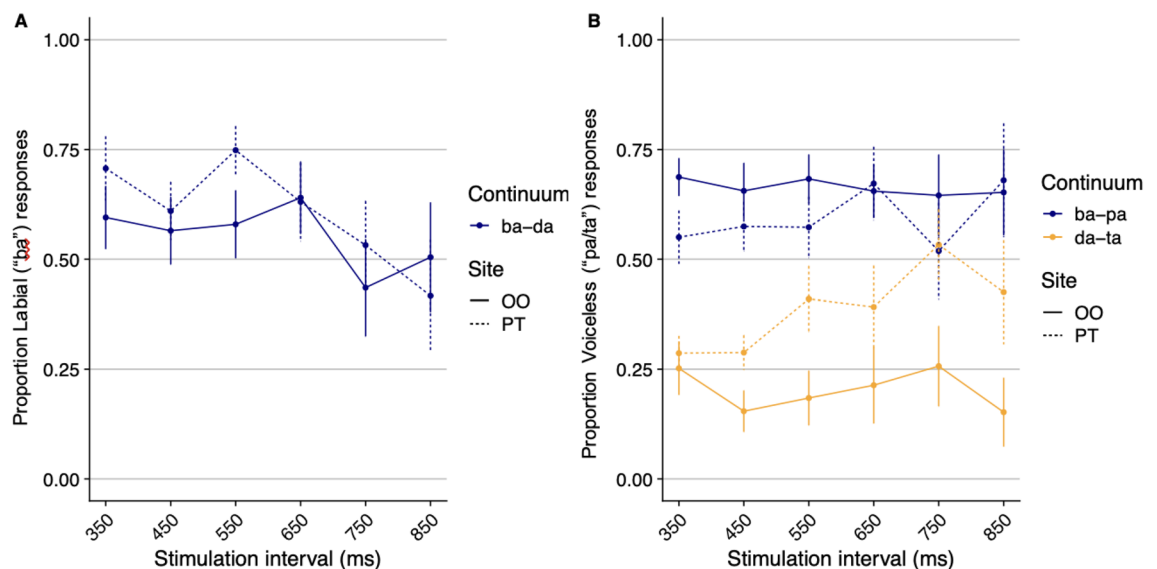 A
Proportion Labial (“ba”) responses
1.00
0.75
0.50
0.25
0.00
350 450 550 650 750 850
Stimulation interval (ms)
Continuum
ba−da
Site
OO
PT
B
Proportion Voiceless (“pa/ta”) responses
1.00
0.75
0.50
0.25
0.00
350 450 550 650 750 850
Stimulation interval (ms)
Continuum
ba−pa
da−ta
Site
OO
PT